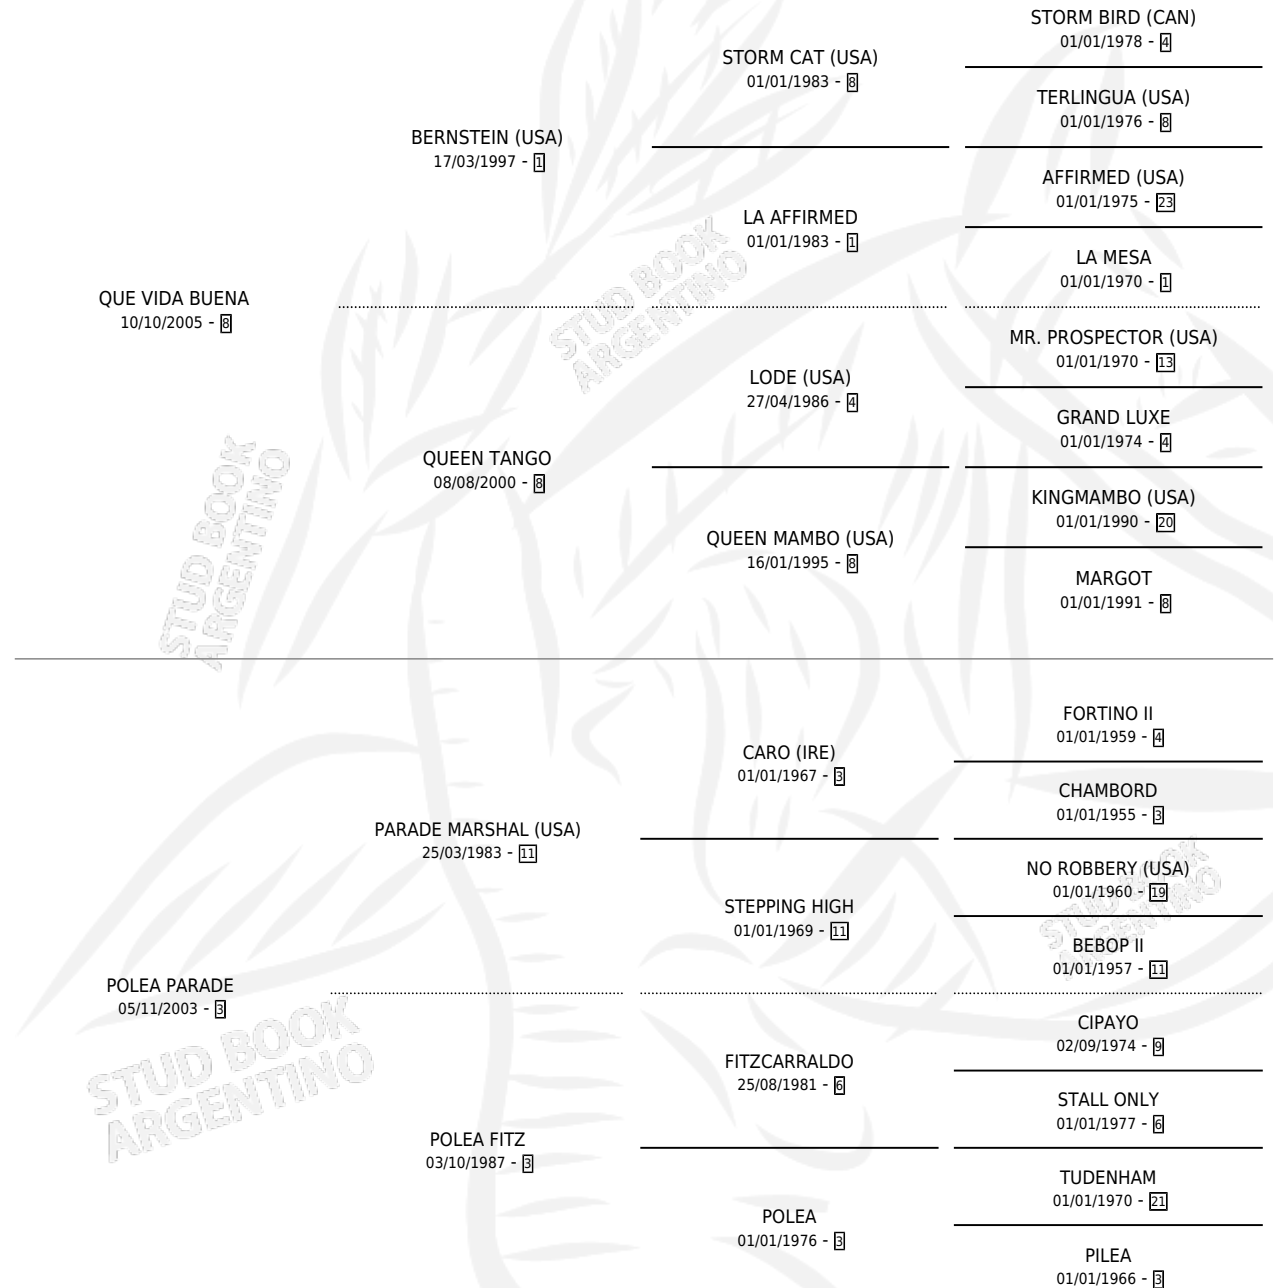 STORM BIRD (CAN)
01/01/1978 - 4
STORM CAT (USA)
01/01/1983 - 8
TERLINGUA (USA)
01/01/1976 - 8
BERNSTEIN (USA)
17/03/1997 - 1
AFFIRMED (USA)
01/01/1975 - 23
LA AFFIRMED
01/01/1983 - 1
LA MESA
01/01/1970 - 1
QUE VIDA BUENA
10/10/2005 - 8
MR. PROSPECTOR (USA)
01/01/1970 - 13
LODE (USA)
27/04/1986 - 4
GRAND LUXE
01/01/1974 - 4
QUEEN TANGO
08/08/2000 - 8
KINGMAMBO (USA)
01/01/1990 - 20
QUEEN MAMBO (USA)
16/01/1995 - 8
MARGOT
01/01/1991 - 8
STUD BOOK
ARGENTINO
STUD BOOK
ARGENTINO
FORTINO II
01/01/1959 - 4
CARO (IRE)
01/01/1967 - 3
CHAMBORD
01/01/1955 - 3
PARADE MARSHAL (USA)
25/03/1983 - 11
NO ROBBERY (USA)
01/01/1960 - 19
STEPPING HIGH
01/01/1969 - 11
BEBOP II
01/01/1957 - 11
POLEA PARADE
05/11/2003 - 3
CIPAYO
02/09/1974 - 9
FITZCARRALDO
25/08/1981 - 6
STALL ONLY
01/01/1977 - 6
POLEA FITZ
03/10/1987 - 3
TUDENHAM
01/01/1970 - 21
POLEA
01/01/1976 - 3
PILEA
01/01/1966 - 3
STUD BOOK
ARGENTINO
STUD BOOK
ARGENTINO